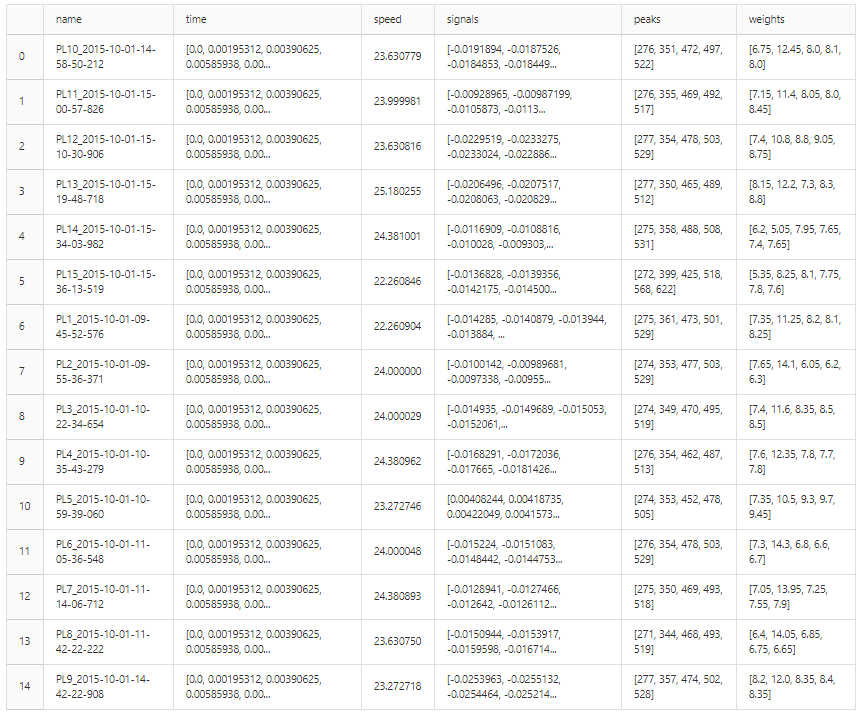 name time speed signals peaks weights
0 PL10_2015-10-01-14-58-50-212 [0.0, 0.00195312, 0.00390625, 0.00585938, 0.00... 23.630779 [-0.0191894, -0.0187526, -0.0184853, -0.018449... [276, 351, 472, 497, 522] [6.75, 12.45, 8.0, 8.1, 8.0]
1 PL11_2015-10-01-15-00-57-826 [0.0, 0.00195312, 0.00390625, 0.00585938, 0.00... 23.999981 [-0.00928965, -0.00987199, -0.0105873, -0.0113... [276, 355, 469, 492, 517] [7.15, 11.4, 8.05, 8.0, 8.45]
2 PL12_2015-10-01-15-10-30-906 [0.0, 0.00195312, 0.00390625, 0.00585938, 0.00... 23.630816 [-0.0229519, -0.0233275, -0.0233024, -0.022886... [277, 354, 478, 503, 529] [7.4, 10.8, 8.8, 9.05, 8.75]
3 PL13_2015-10-01-15-19-48-718 [0.0, 0.00195312, 0.00390625, 0.00585938, 0.00... 25.180255 [-0.0206496, -0.0207517, -0.0208063, -0.020829... [277, 350, 465, 489, 512] [8.15, 12.2, 7.3, 8.3, 8.8]
4 PL14_2015-10-01-15-34-03-982 [0.0, 0.00195312, 0.00390625, 0.00585938, 0.00... 24.381001 [-0.0116909, -0.0108816, -0.010028, -0.009303,... [275, 358, 488, 508, 531] [6.2, 5.05, 7.95, 7.65, 7.4, 7.65]
5 PL15_2015-10-01-15-36-13-519 [0.0, 0.00195312, 0.00390625, 0.00585938, 0.00... 22.260846 [-0.0136828, -0.0139356, -0.0142175, -0.014500... [272, 399, 425, 518, 568, 622] [5.35, 8.25, 8.1, 7.75, 7.8, 7.6]
6 PL1_2015-10-01-09-45-52-576 [0.0, 0.00195312, 0.00390625, 0.00585938, 0.00... 22.260904 [-0.014285, -0.0140879, -0.013944, -0.013884, ... [275, 361, 473, 501, 529] [7.35, 11.25, 8.2, 8.1, 8.25]
7 PL2_2015-10-01-09-55-36-371 [0.0, 0.00195312, 0.00390625, 0.00585938, 0.00... 24.000000 [-0.0100142, -0.00989681, -0.0097338, -0.00955... [274, 353, 477, 503, 529] [7.65, 14.1, 6.05, 6.2, 6.3]
8 PL3_2015-10-01-10-22-34-654 [0.0, 0.00195312, 0.00390625, 0.00585938, 0.00... 24.000029 [-0.014935, -0.0149689, -0.015053, -0.0152061,... [274, 349, 470, 495, 519] [7.4, 11.6, 8.35, 8.5, 8.5]
9 PL4_2015-10-01-10-35-43-279 [0.0, 0.00195312, 0.00390625, 0.00585938, 0.00... 24.380962 [-0.0168291, -0.0172036, -0.017665, -0.0181426... [276, 354, 462, 487, 513] [7.6, 12.35, 7.8, 7.7, 7.8]
10 PL5_2015-10-01-10-59-39-060 [0.0, 0.00195312, 0.00390625, 0.00585938, 0.00... 23.272746 [0.00408244, 0.00418735, 0.00422049, 0.0041573... [274, 353, 452, 478, 505] [7.35, 10.5, 9.3, 9.7, 9.45]
11 PL6_2015-10-01-11-05-36-548 [0.0, 0.00195312, 0.00390625, 0.00585938, 0.00... 24.000048 [-0.015224, -0.0151083, -0.0148442, -0.0144753... [276, 354, 478, 503, 529] [7.3, 14.3, 6.8, 6.6, 6.7]
12 PL7_2015-10-01-11-14-06-712 [0.0, 0.00195312, 0.00390625, 0.00585938, 0.00... 24.380893 [-0.0128941, -0.0127466, -0.012642, -0.0126112... [275, 350, 469, 493, 518] [7.05, 13.95, 7.25, 7.55, 7.9]
13 PL8_2015-10-01-11-42-22-222 [0.0, 0.00195312, 0.00390625, 0.00585938, 0.00... 23.630750 [-0.0150944, -0.0153917, -0.0159598, -0.016714... [271, 344, 468, 493, 519] [6.4, 14.05, 6.85, 6.75, 6.65]
14 PL9_2015-10-01-14-42-22-908 [0.0, 0.00195312, 0.00390625, 0.00585938, 0.00... 23.272718 [-0.0253963, -0.0255132, -0.0254464, -0.025214... [277, 357, 474, 502, 528] [8.2, 12.0, 8.35, 8.4, 8.35]